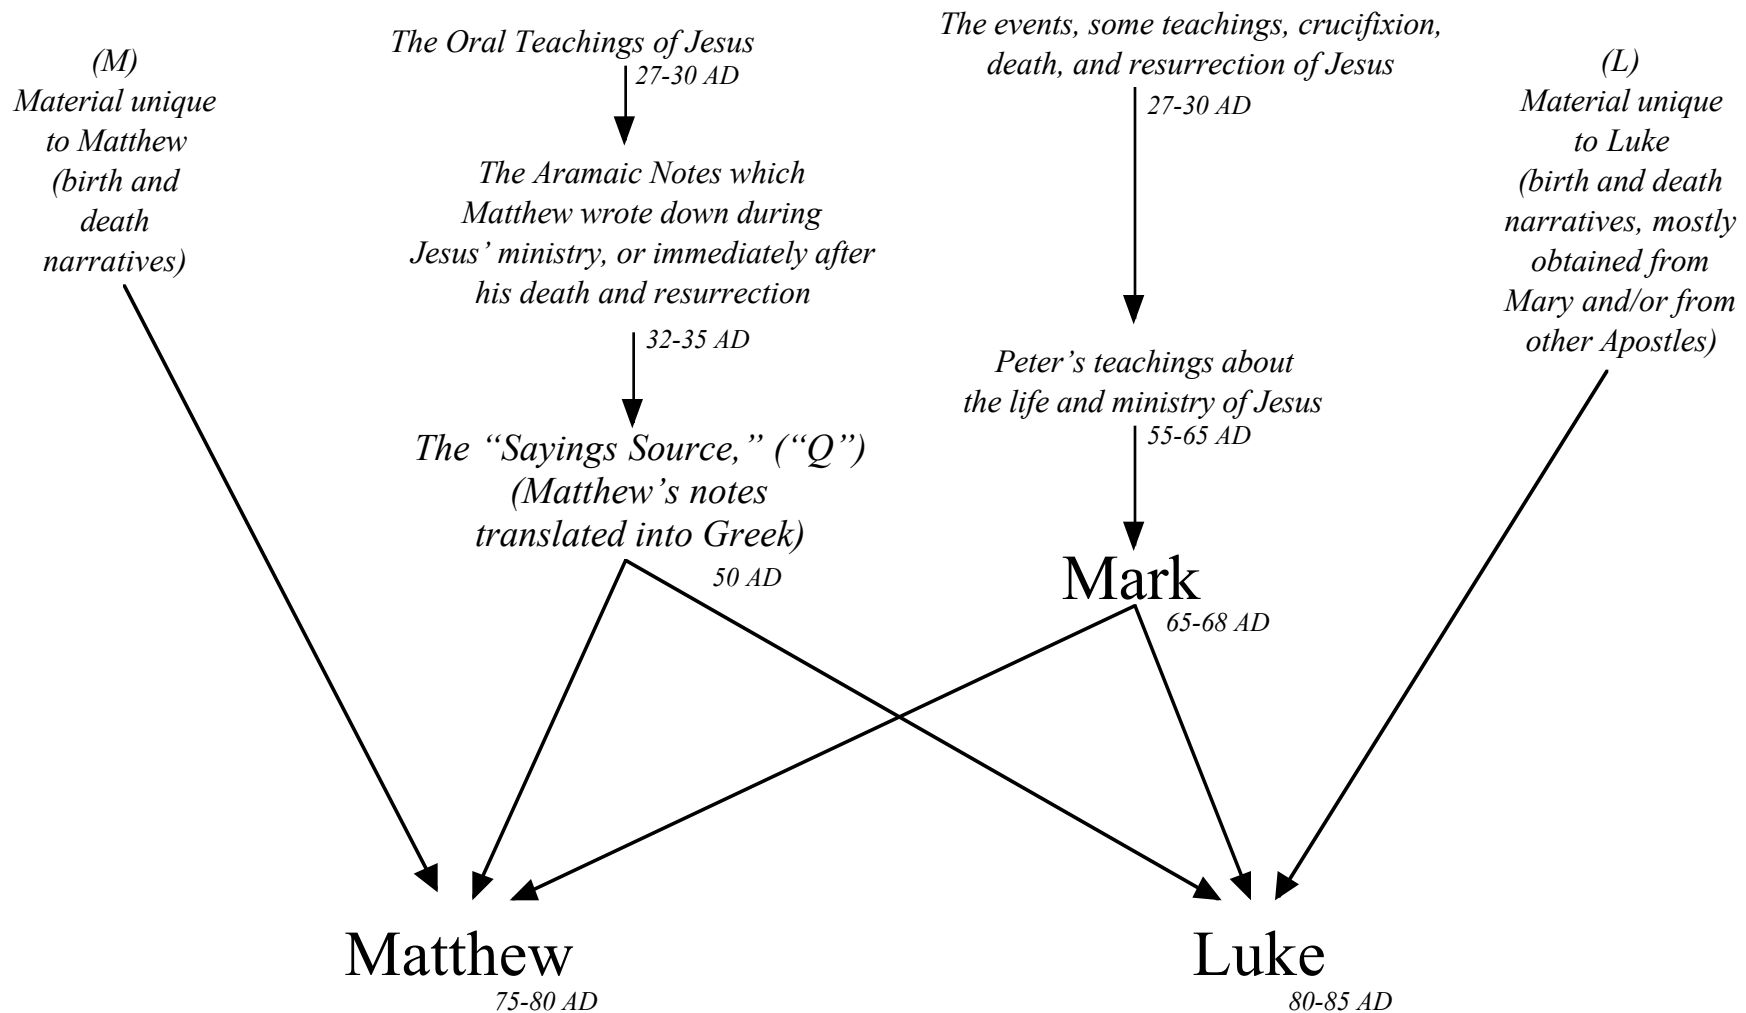 (M)
Material unique
to Matthew
(birth and
death
narratives)
The Oral Teachings of Jesus
27-30 AD
The Aramaic Notes which
Matthew wrote down during
Jesus’ ministry, or immediately after
his death and resurrection
32-35 AD
The “Sayings Source,” (“Q”)
(Matthew’s notes
translated into Greek)
50 AD
The events, some teachings, crucifixion,
death, and resurrection of Jesus
27-30 AD
Peter’s teachings about
the life and ministry of Jesus
55-65 AD
Mark
65-68 AD
(L)
Material unique
to Luke
(birth and death
narratives, mostly
obtained from
Mary and/or from
other Apostles)
Matthew
75-80 AD
Luke
80-85 AD